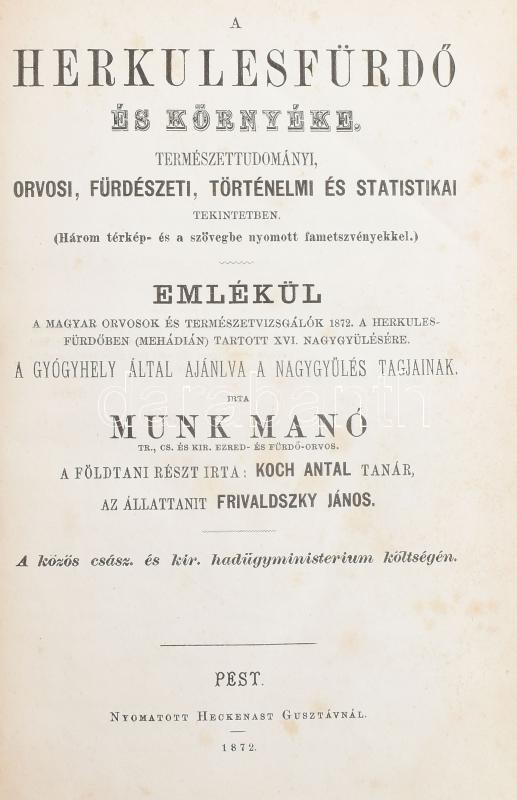 A
HERKULESFÜRDŐ
ÉS KÖRNYÉKE,
TERMÉSZETTUDOMÁNYI,
ORVOSI, FÜRDÉSZETI, TÖRTÉNELMI ÉS STATISTIKAI
TEKINTETBEN.
(Három térkép- és a szövegbe nyomott fametszvényekkel.)
EMLÉKÜL
A MAGYAR ORVOSOK ÉS TERMÉSZETVIZSGÁLÓK 1872. A HERKULES-
FÜRDŐBEN (MEHÁDIÁN) TARTOTT XVI. NAGYGYÜLÉSÉRE.
A GYÓGYHELY ÁLTAL AJÁNLVA A NAGYGYÜLÉS TAGJAINAK.
darabanth
IRTA
MUNK MANÓ
TR., CS. ÉS KIR. EZRED- ÉS FÜRDŐ-ORVOS.
A FÖLDTANI RÉSZT IRTA: KOCH ANTAL TANÁR,
AZ ÁLLATTANIT FRIVALDSZKY JÁNOS.
A közös csász. és kir. hadügyministerium költségén.
PEST.
NYOMATOTT HECKENAST GUSZTÁVNÁL.
1872.